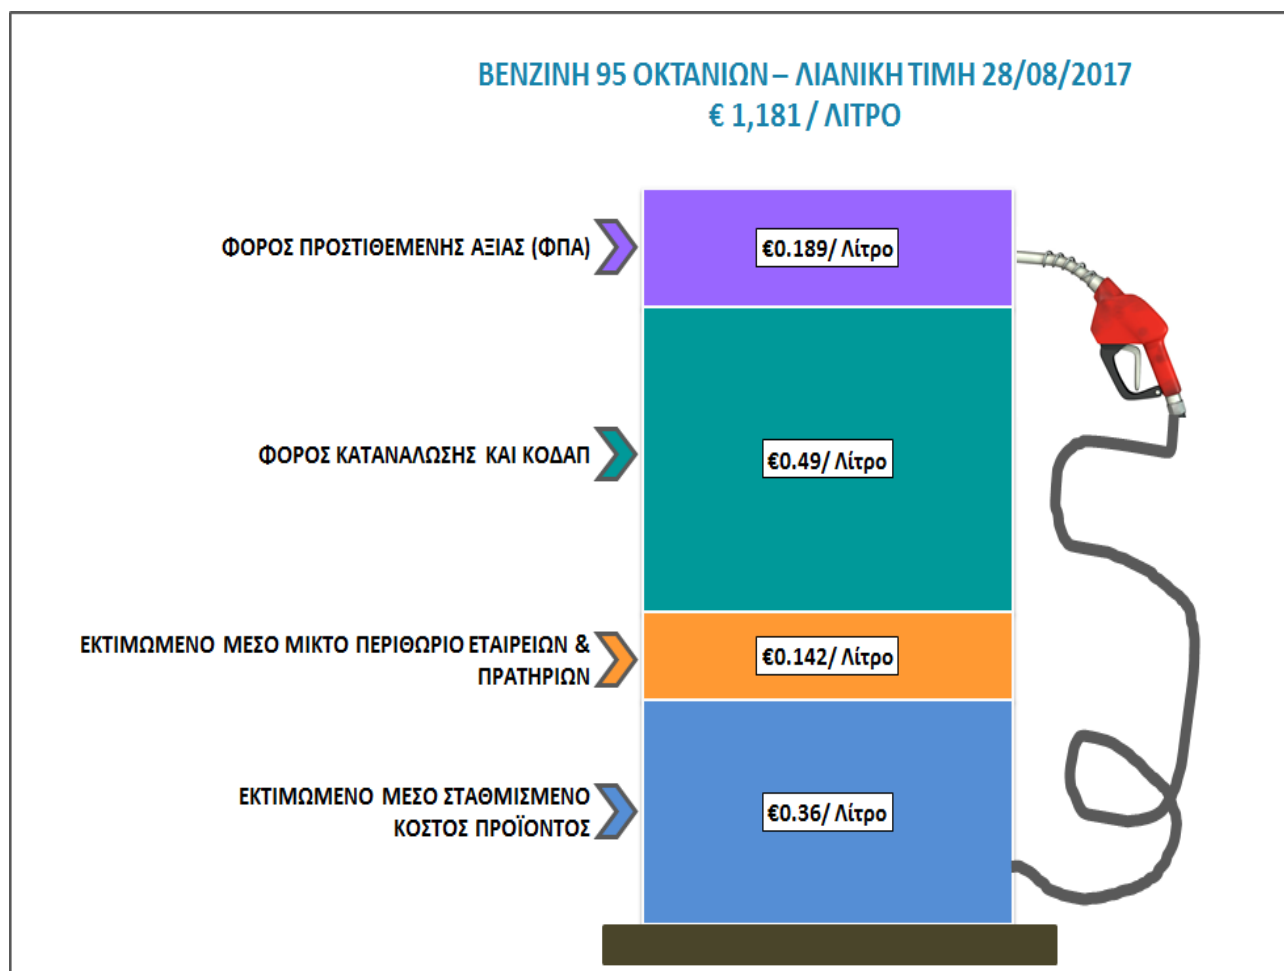 ΒΕΝΖΙΝΗ 95 ΟΚΤΑΝΙΩΝ – ΛΙΑΝΙΚΗ ΤΙΜΗ 28/08/2017
€ 1,181 / ΛΙΤΡΟ
ΦΟΡΟΣ ΠΡΟΣΤΙΘΕΜΕΝΗΣ ΑΞΙΑΣ (ΦΠΑ)
€0.189/ Λίτρο
ΦΟΡΟΣ ΚΑΤΑΝΑΛΩΣΗΣ ΚΑΙ ΚΟΔΑΠ
€0.49/ Λίτρο
ΕΚΤΙΜΩΜΕΝΟ ΜΕΣΟ ΜΙΚΤΟ ΠΕΡΙΘΩΡΙΟ ΕΤΑΙΡΕΙΩΝ &
ΠΡΑΤΗΡΙΩΝ
€0.142/ Λίτρο
ΕΚΤΙΜΩΜΕΝΟ ΜΕΣΟ ΣΤΑΘΜΙΣΜΕΝΟ
ΚΟΣΤΟΣ ΠΡΟΪΟΝΤΟΣ
€0.36/ Λίτρο